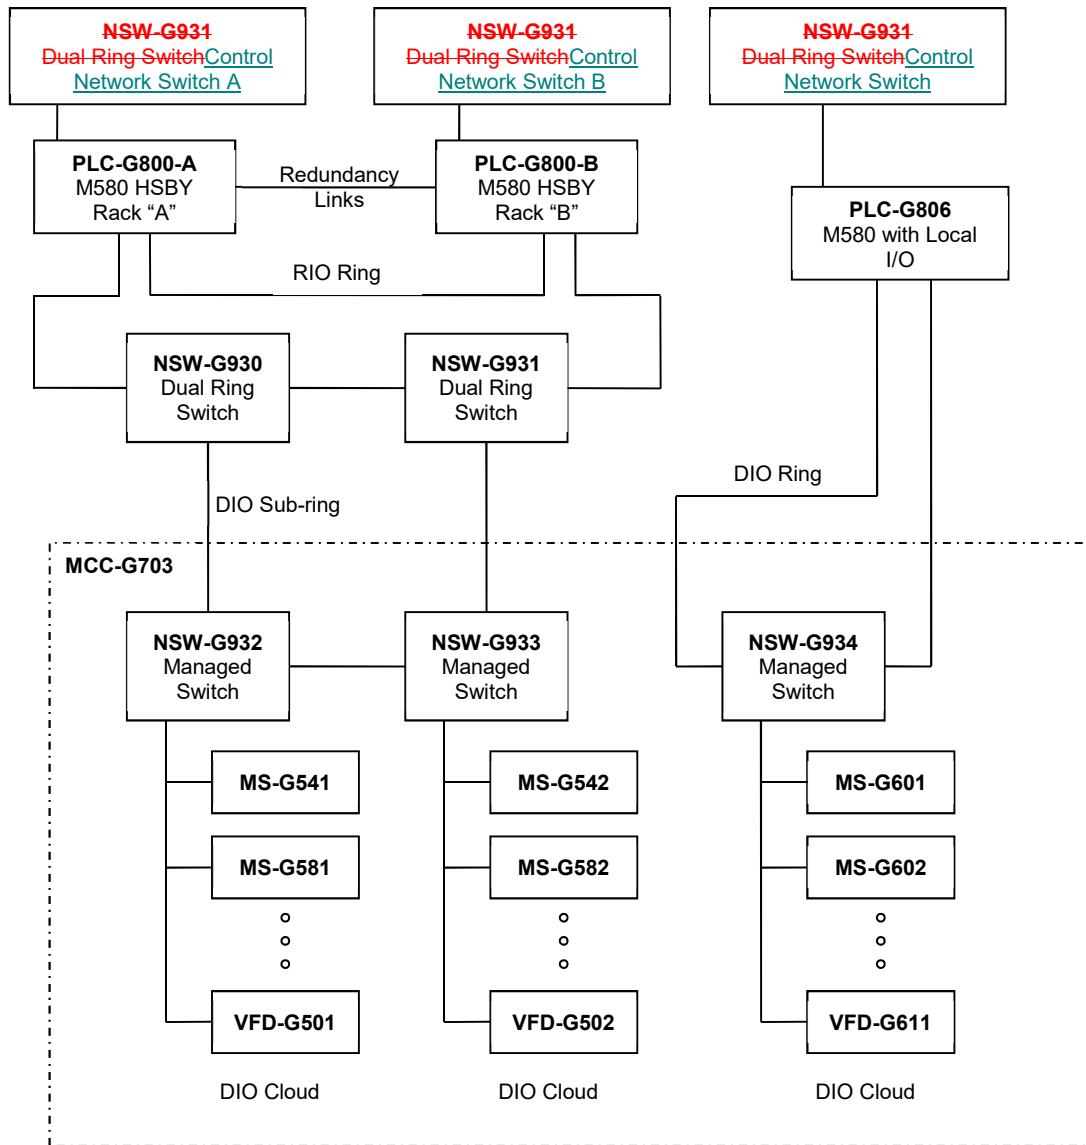 NSW-G931
Dual Ring SwitchControl
Network Switch A
NSW-G931
Dual Ring SwitchControl
Network Switch B
NSW-G931
Dual Ring SwitchControl
Network Switch
PLC-G800-A
M580 HSBY
Rack “A”
Redundancy
Links
PLC-G800-B
M580 HSBY
Rack “B”
PLC-G806
M580 with Local
I/O
RIO Ring
NSW-G930
Dual Ring
Switch
NSW-G931
Dual Ring
Switch
DIO Sub-ring
DIO Ring
MCC-G703
NSW-G932
Managed
Switch
NSW-G933
Managed
Switch
NSW-G934
Managed
Switch
MS-G541
MS-G542
MS-G601
MS-G581
MS-G582
MS-G602
VFD-G501
VFD-G502
VFD-G611
DIO Cloud
DIO Cloud
DIO Cloud